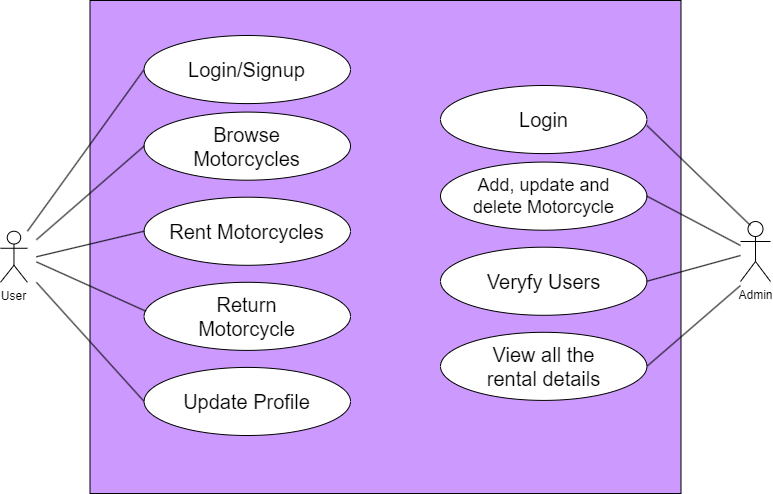 Login/Signup
Browse
Motorcycles
Rent Motorcycles
Return
Motorcycle
Update Profile
User
Login
Add, update and
delete Motorcycle
Veryfy Users
View all the
rental details
Admin